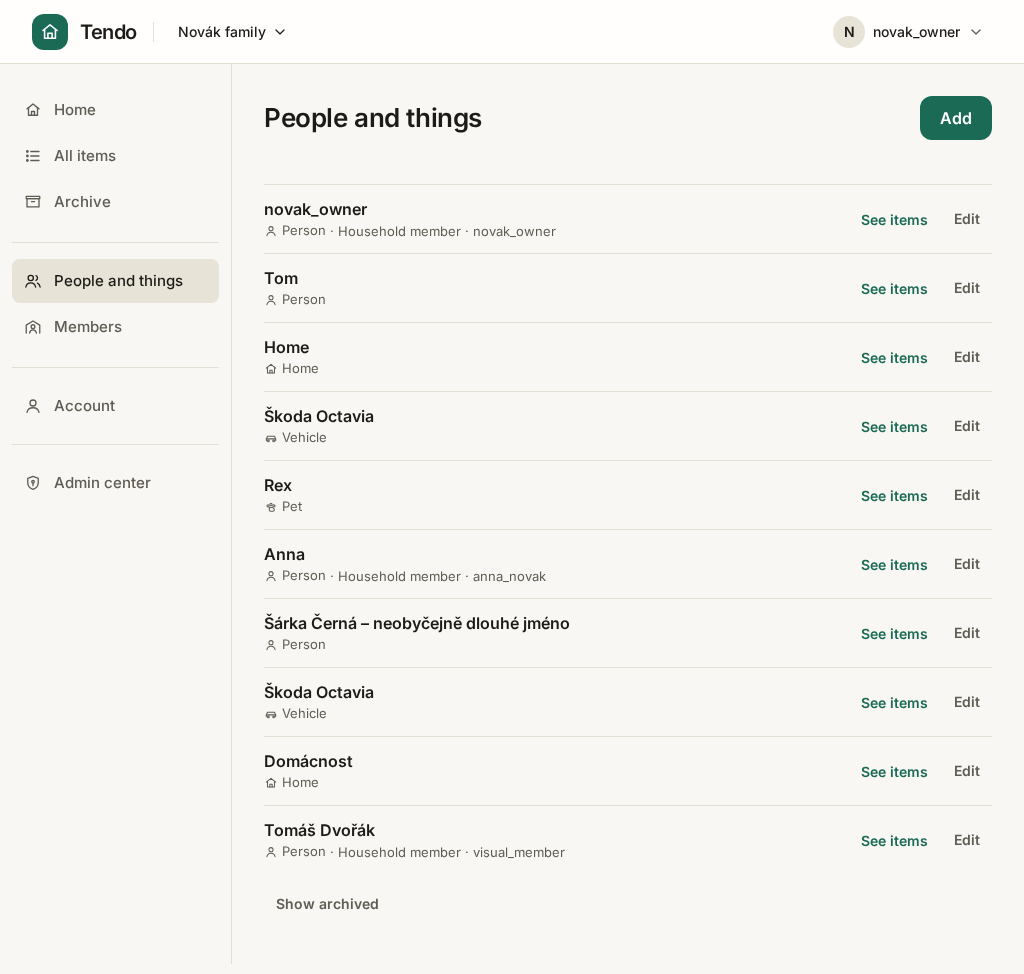 Tendo
Novák family
N
novak_owner
Home
All items
Archive
People and things
Members
Account
Admin center
People and things
Add
novak_owner
Person · Household member · novak_owner
See items
Edit
Tom
Person
See items
Edit
Home
Home
See items
Edit
Škoda Octavia
Vehicle
See items
Edit
Rex
Pet
See items
Edit
Anna
Person · Household member · anna_novak
See items
Edit
Šárka Černá – neobyčejně dlouhé jméno
Person
See items
Edit
Škoda Octavia
Vehicle
See items
Edit
Domácnost
Home
See items
Edit
Tomáš Dvořák
Person · Household member · visual_member
See items
Edit
Show archived